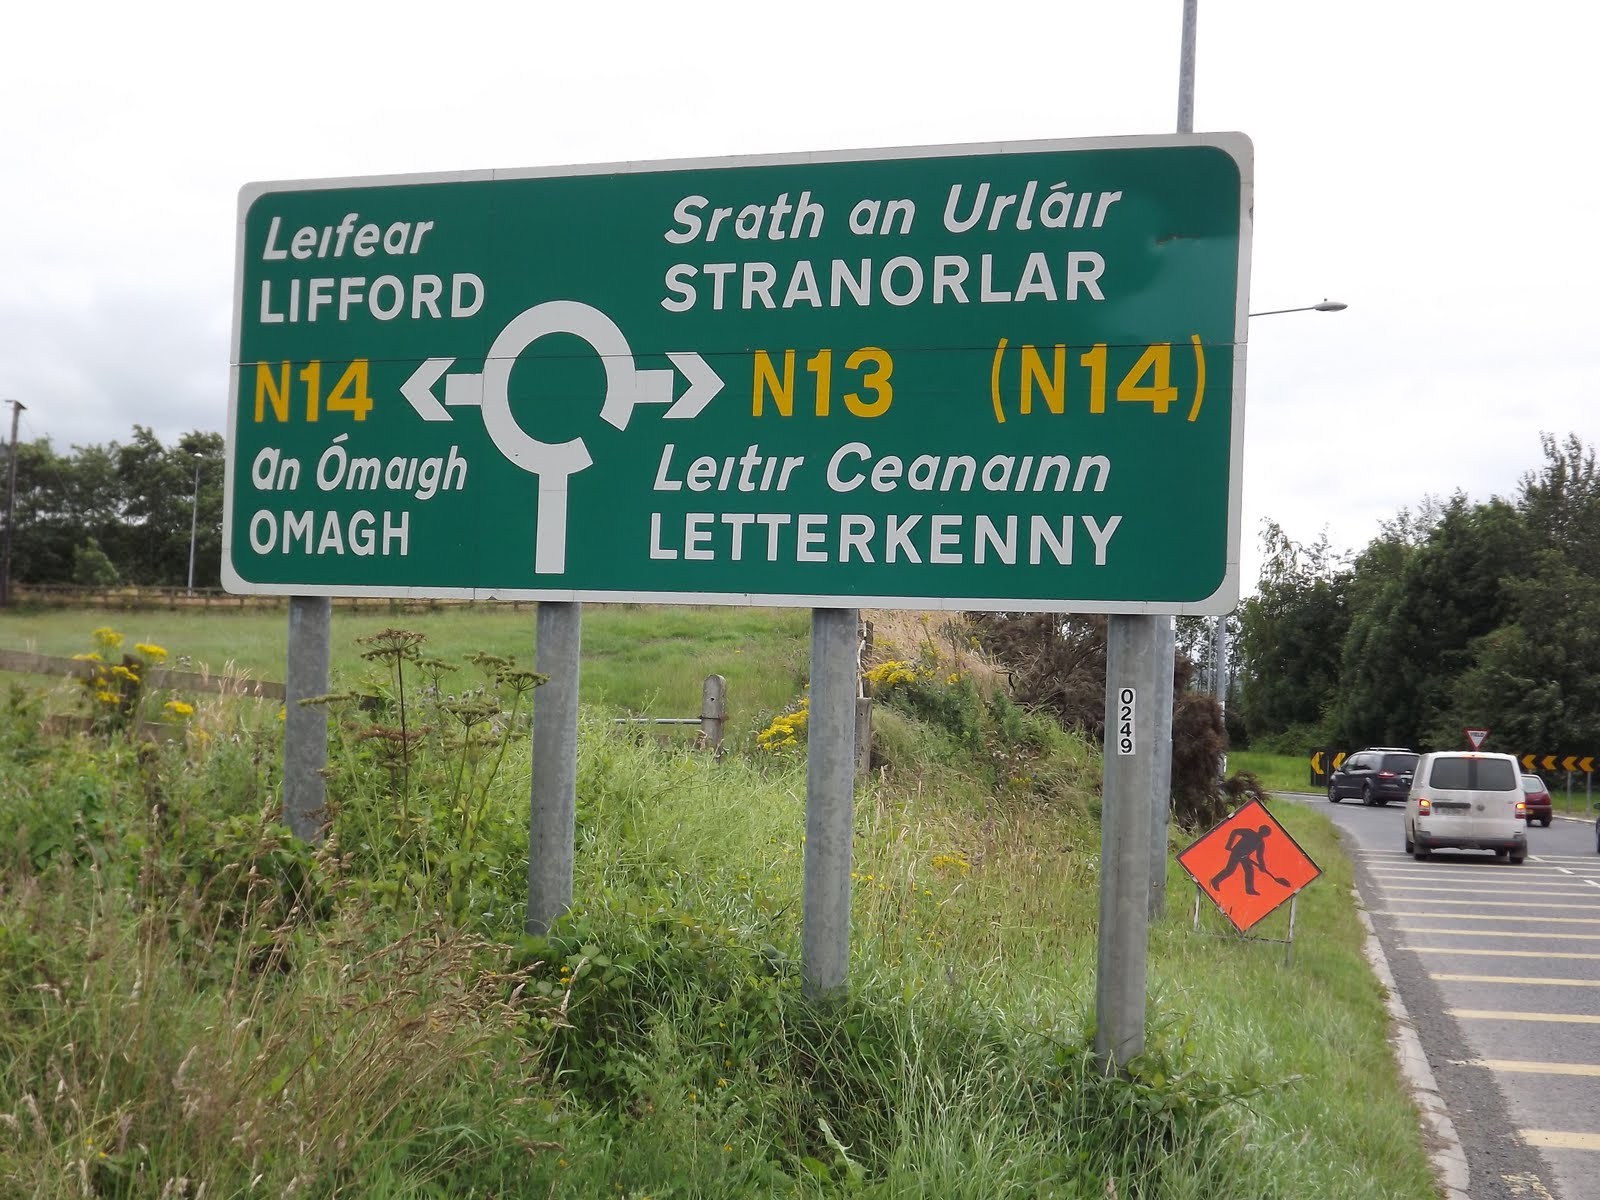 Leifear
LIFFORD
N14
An Ómaigh
OMAGH
Srath an Urláir
STRANORLAR
N13 (N14)
Leitir Ceanainn
LETTERKENNY
0249